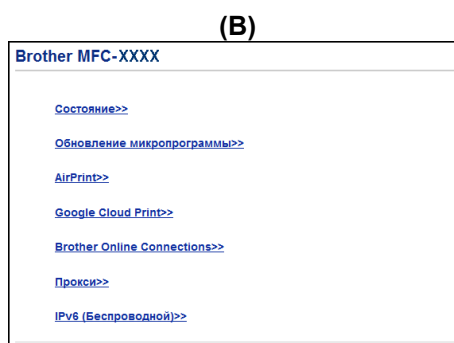 (B)
Brother MFC-XXXX
Состояние>>
Обновление микропрограммы>>
AirPrint>>
Google Cloud Print>>
Brother Online Connections>>
Прокси>>
IPv6 (Беспроводной)>>